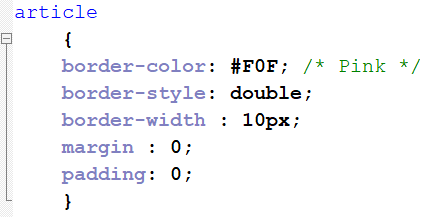 article
{
border-color: #F0F; /* Pink */
border-style: double;
border-width : 10px;
margin : 0;
padding: 0;
}